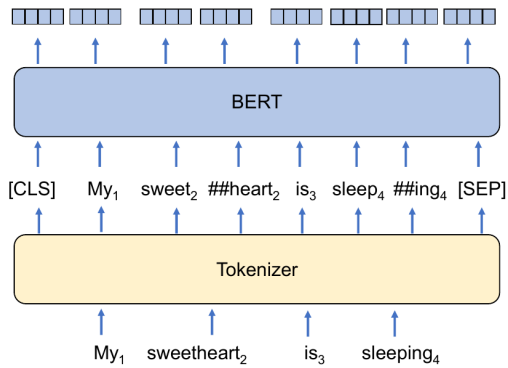 BERT
[CLS] My₁ sweet₂ ##heart₂ is₃ sleep₄ ##ing₄ [SEP]
Tokenizer
My₁ sweetheart₂ is₃ sleeping₄